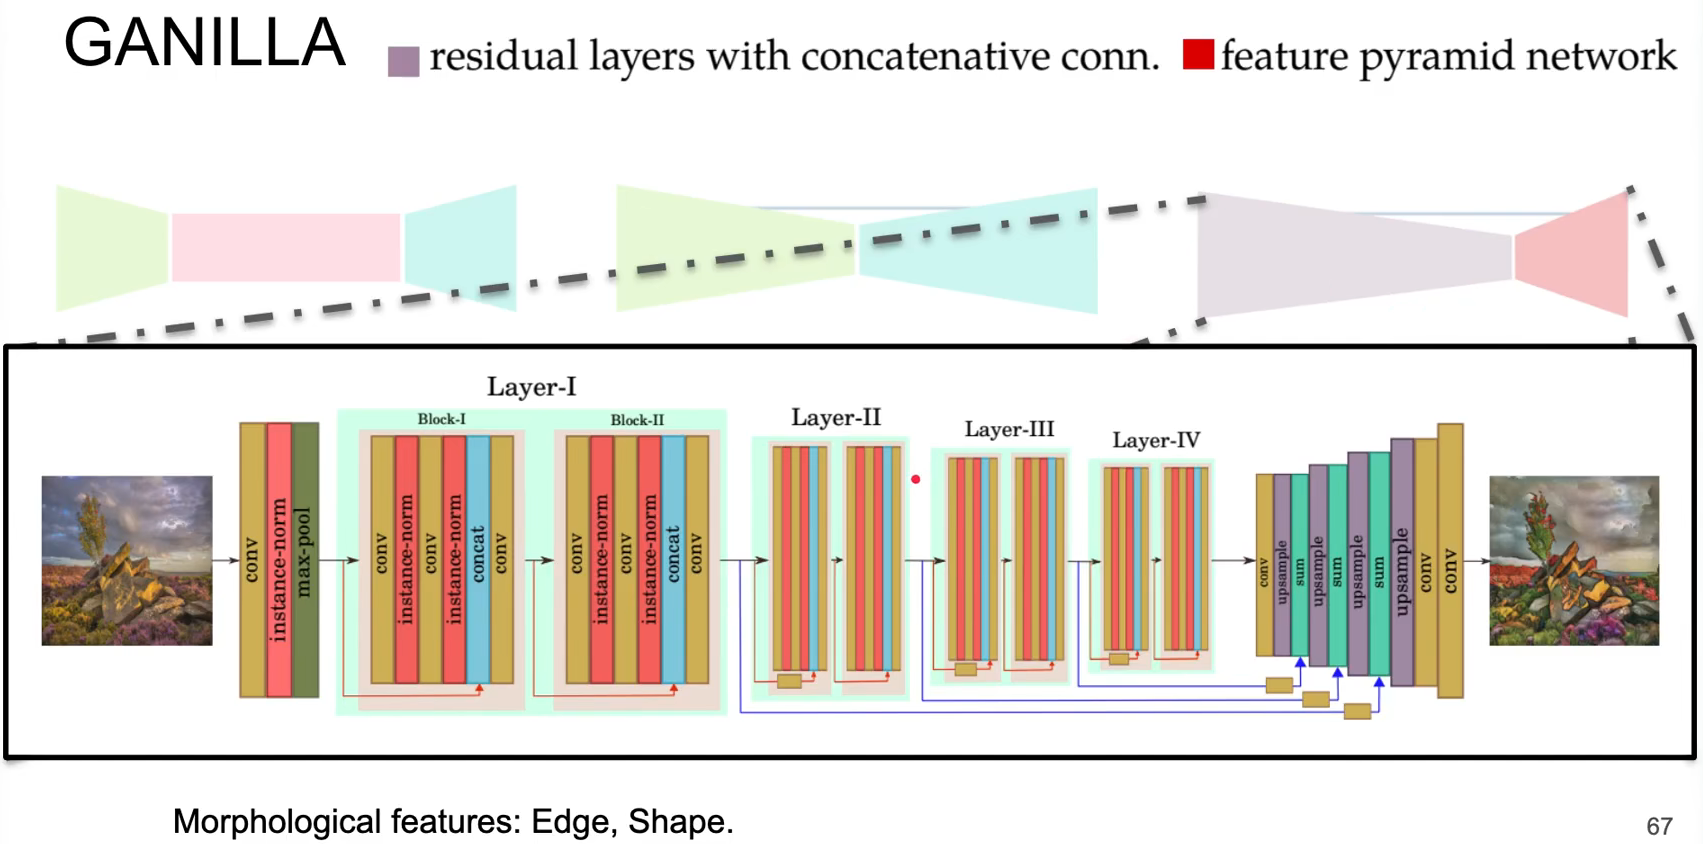 GANILLA
residual layers with concatenative conn.
feature pyramid network
Layer-I
Block-I
Block-II
Layer-II
Layer-III
Layer-IV
conv
instance-norm
max-pool
conv
instance-norm
conv
instance-norm
concat
conv
conv
instance-norm
conv
instance-norm
concat
conv
conv
upsample
sum
upsample
sum
upsample
sum
upsample
conv
conv
Morphological features: Edge, Shape.
67